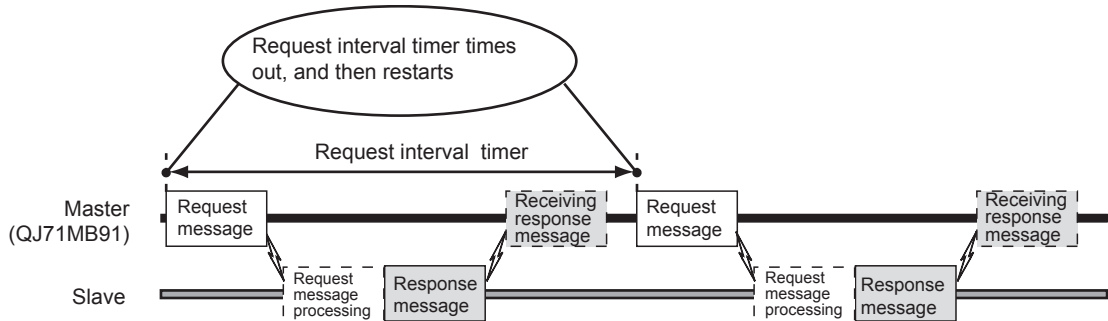 Request interval timer times
out, and then restarts
Request interval timer
Master
(QJ71MB91)
Request
message
Receiving
response
message
Request
message
Receiving
response
message
Slave
Request
message
processing
Response
message
Request
message
processing
Response
message